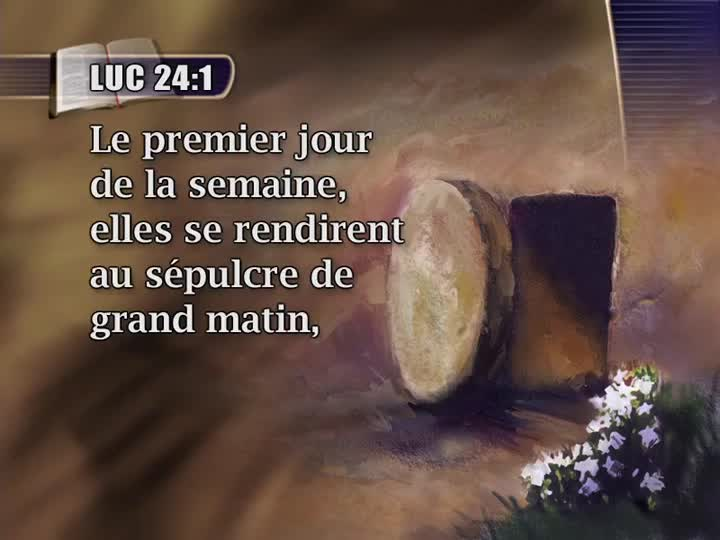 LUC 24:1
Le premier jour
de la semaine,
elles se rendirent
au sépulcre de
grand matin,